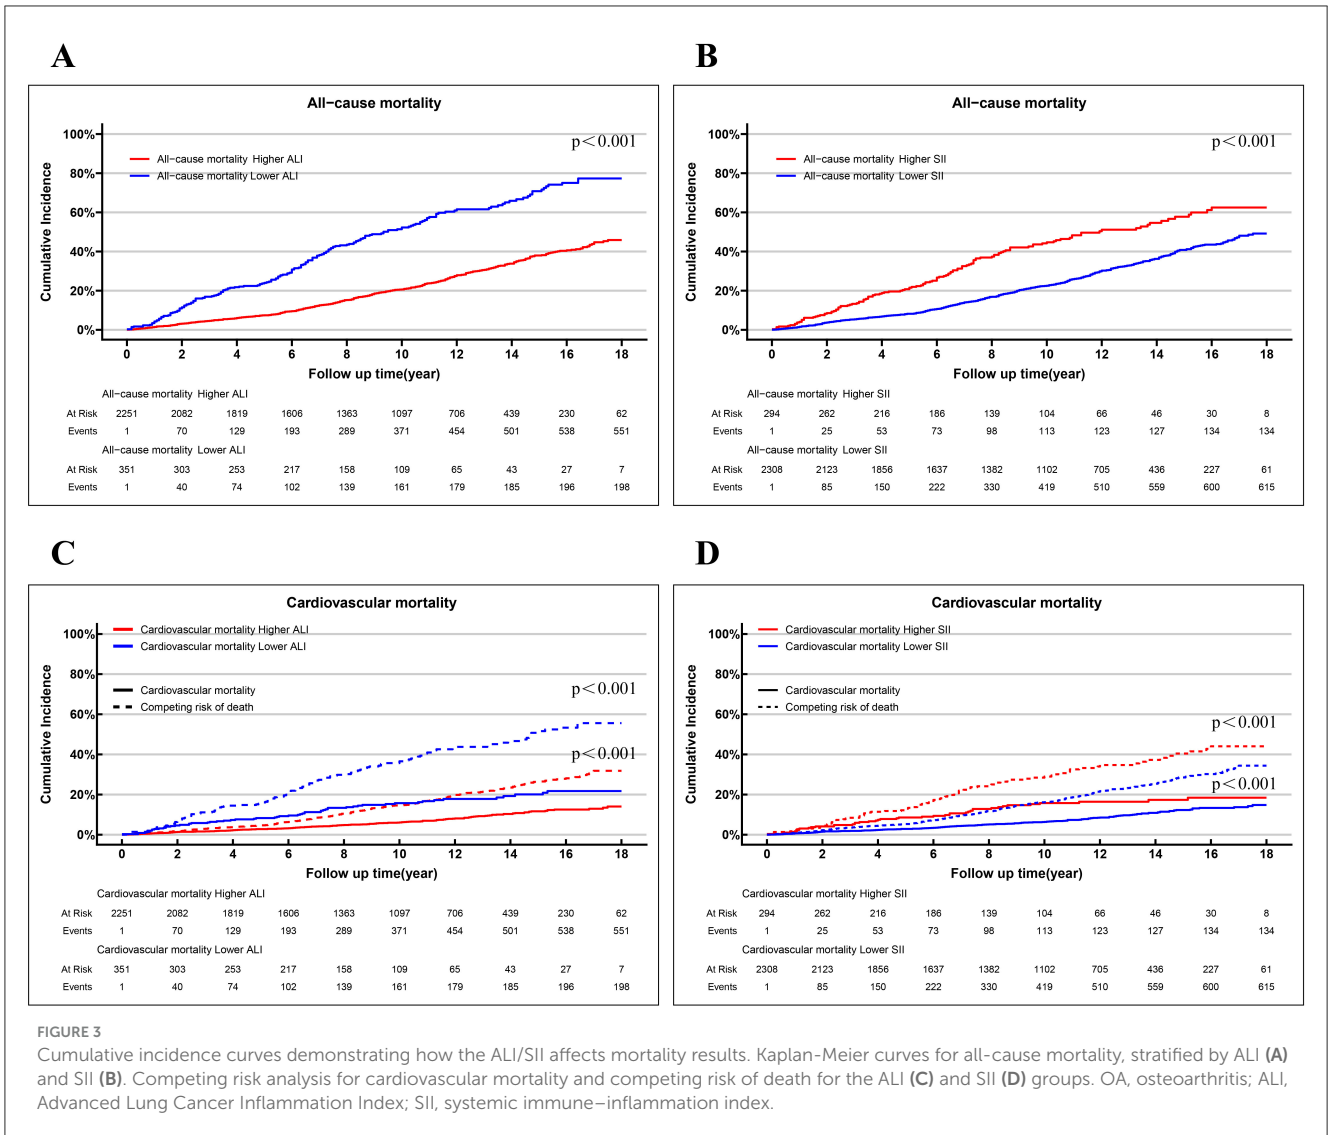 A
All−cause mortality
p<0.001
100%
80%
60%
40%
20%
0%
Cumulative Incidence
All−cause mortality Higher ALI
All−cause mortality Lower ALI
0 2 4 6 8 10 12 14 16 18
Follow up time(year)
All−cause mortality Higher ALI
At Risk 2251 2082 1819 1606 1363 1097 706 439 230 62
Events 1 70 129 193 289 371 454 501 538 551
All−cause mortality Lower ALI
At Risk 351 303 253 217 158 109 65 43 27 7
Events 1 40 74 102 139 161 179 185 196 198
B
All−cause mortality
p<0.001
100%
80%
60%
40%
20%
0%
Cumulative Incidence
All−cause mortality Higher SII
All−cause mortality Lower SII
0 2 4 6 8 10 12 14 16 18
Follow up time(year)
All−cause mortality Higher SII
At Risk 294 262 216 186 139 104 66 46 30 8
Events 1 25 53 73 98 113 123 127 134 134
All−cause mortality Lower SII
At Risk 2308 2123 1856 1637 1382 1102 705 436 227 61
Events 1 85 150 222 330 419 510 559 600 615
C
Cardiovascular mortality
100%
80%
60%
40%
20%
0%
Cumulative Incidence
Cardiovascular mortality Higher ALI
Cardiovascular mortality Lower ALI
Cardiovascular mortality
Competing risk of death
p<0.001
p<0.001
0 2 4 6 8 10 12 14 16 18
Follow up time(year)
Cardiovascular mortality Higher ALI
At Risk 2251 2082 1819 1606 1363 1097 706 439 230 62
Events 1 70 129 193 289 371 454 501 538 551
Cardiovascular mortality Lower ALI
At Risk 351 303 253 217 158 109 65 43 27 7
Events 1 40 74 102 139 161 179 185 196 198
D
Cardiovascular mortality
100%
80%
60%
40%
20%
0%
Cumulative Incidence
Cardiovascular mortality Higher SII
Cardiovascular mortality Lower SII
Cardiovascular mortality
Competing risk of death
p<0.001
p<0.001
0 2 4 6 8 10 12 14 16 18
Follow up time(year)
Cardiovascular mortality Higher SII
At Risk 294 262 216 186 139 104 66 46 30 8
Events 1 25 53 73 98 113 123 127 134 134
Cardiovascular mortality Lower SII
At Risk 2308 2123 1856 1637 1382 1102 705 436 227 61
Events 1 85 150 222 330 419 510 559 600 615
FIGURE 3
Cumulative incidence curves demonstrating how the ALI/SII affects mortality results. Kaplan-Meier curves for all-cause mortality, stratified by ALI (A)
and SII (B). Competing risk analysis for cardiovascular mortality and competing risk of death for the ALI (C) and SII (D) groups. OA, osteoarthritis; ALI,
Advanced Lung Cancer Inflammation Index; SII, systemic immune–inflammation index.